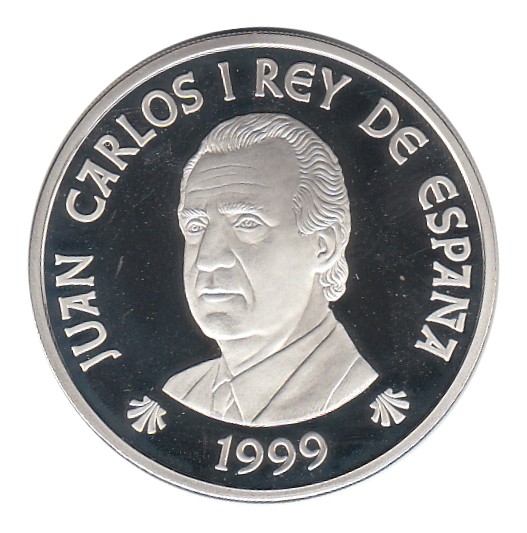 JUAN CARLOS I REY DE ESPAÑA
1999